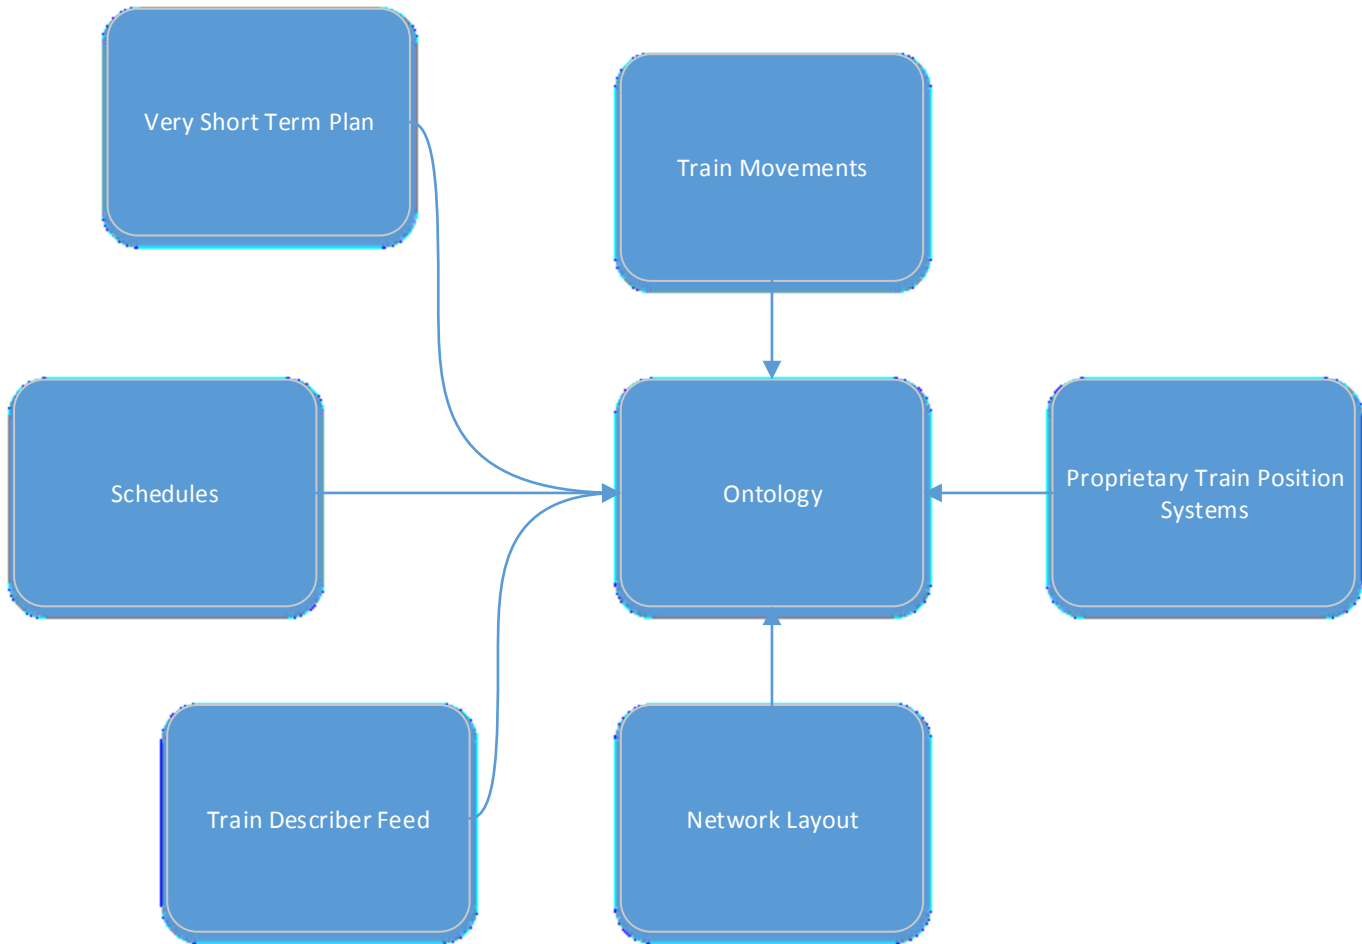 Very Short Term Plan
Train Movements
Schedules
Ontology
Proprietary Train Position
Systems
Train Describer Feed
Network Layout